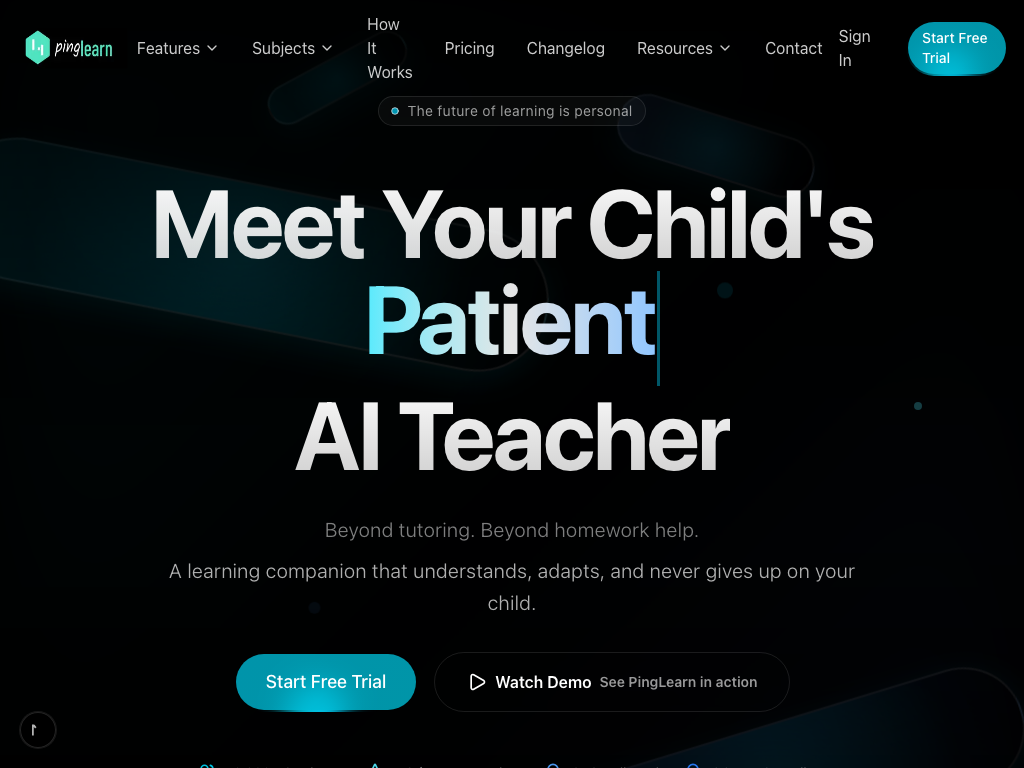 pinglearn
Features
Subjects
How
It
Works
Pricing
Changelog
Resources
Contact
Sign
In
Start Free
Trial
The future of learning is personal
Meet Your Child's
Patient
AI Teacher
Beyond tutoring. Beyond homework help.
A learning companion that understands, adapts, and never gives up on your
child.
Start Free Trial
Watch Demo See PingLearn in action